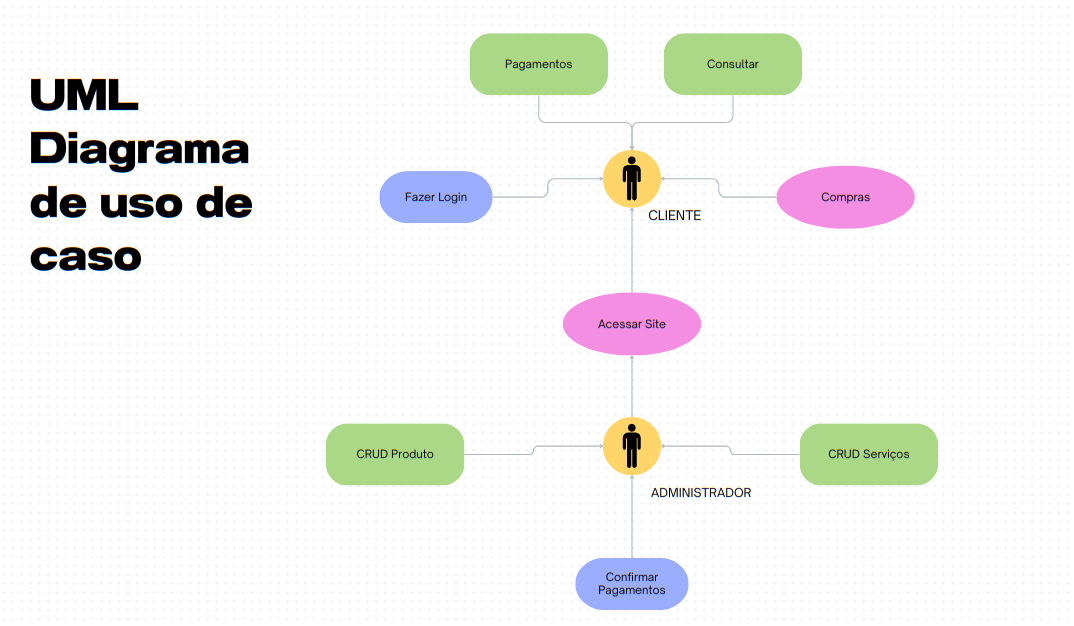 UML
Diagrama
de uso de
caso
Pagamentos
Consultar
Fazer Login
Compras
CLIENTE
Acessar Site
CRUD Produto
CRUD Serviços
ADMINISTRADOR
Confirmar
Pagamentos